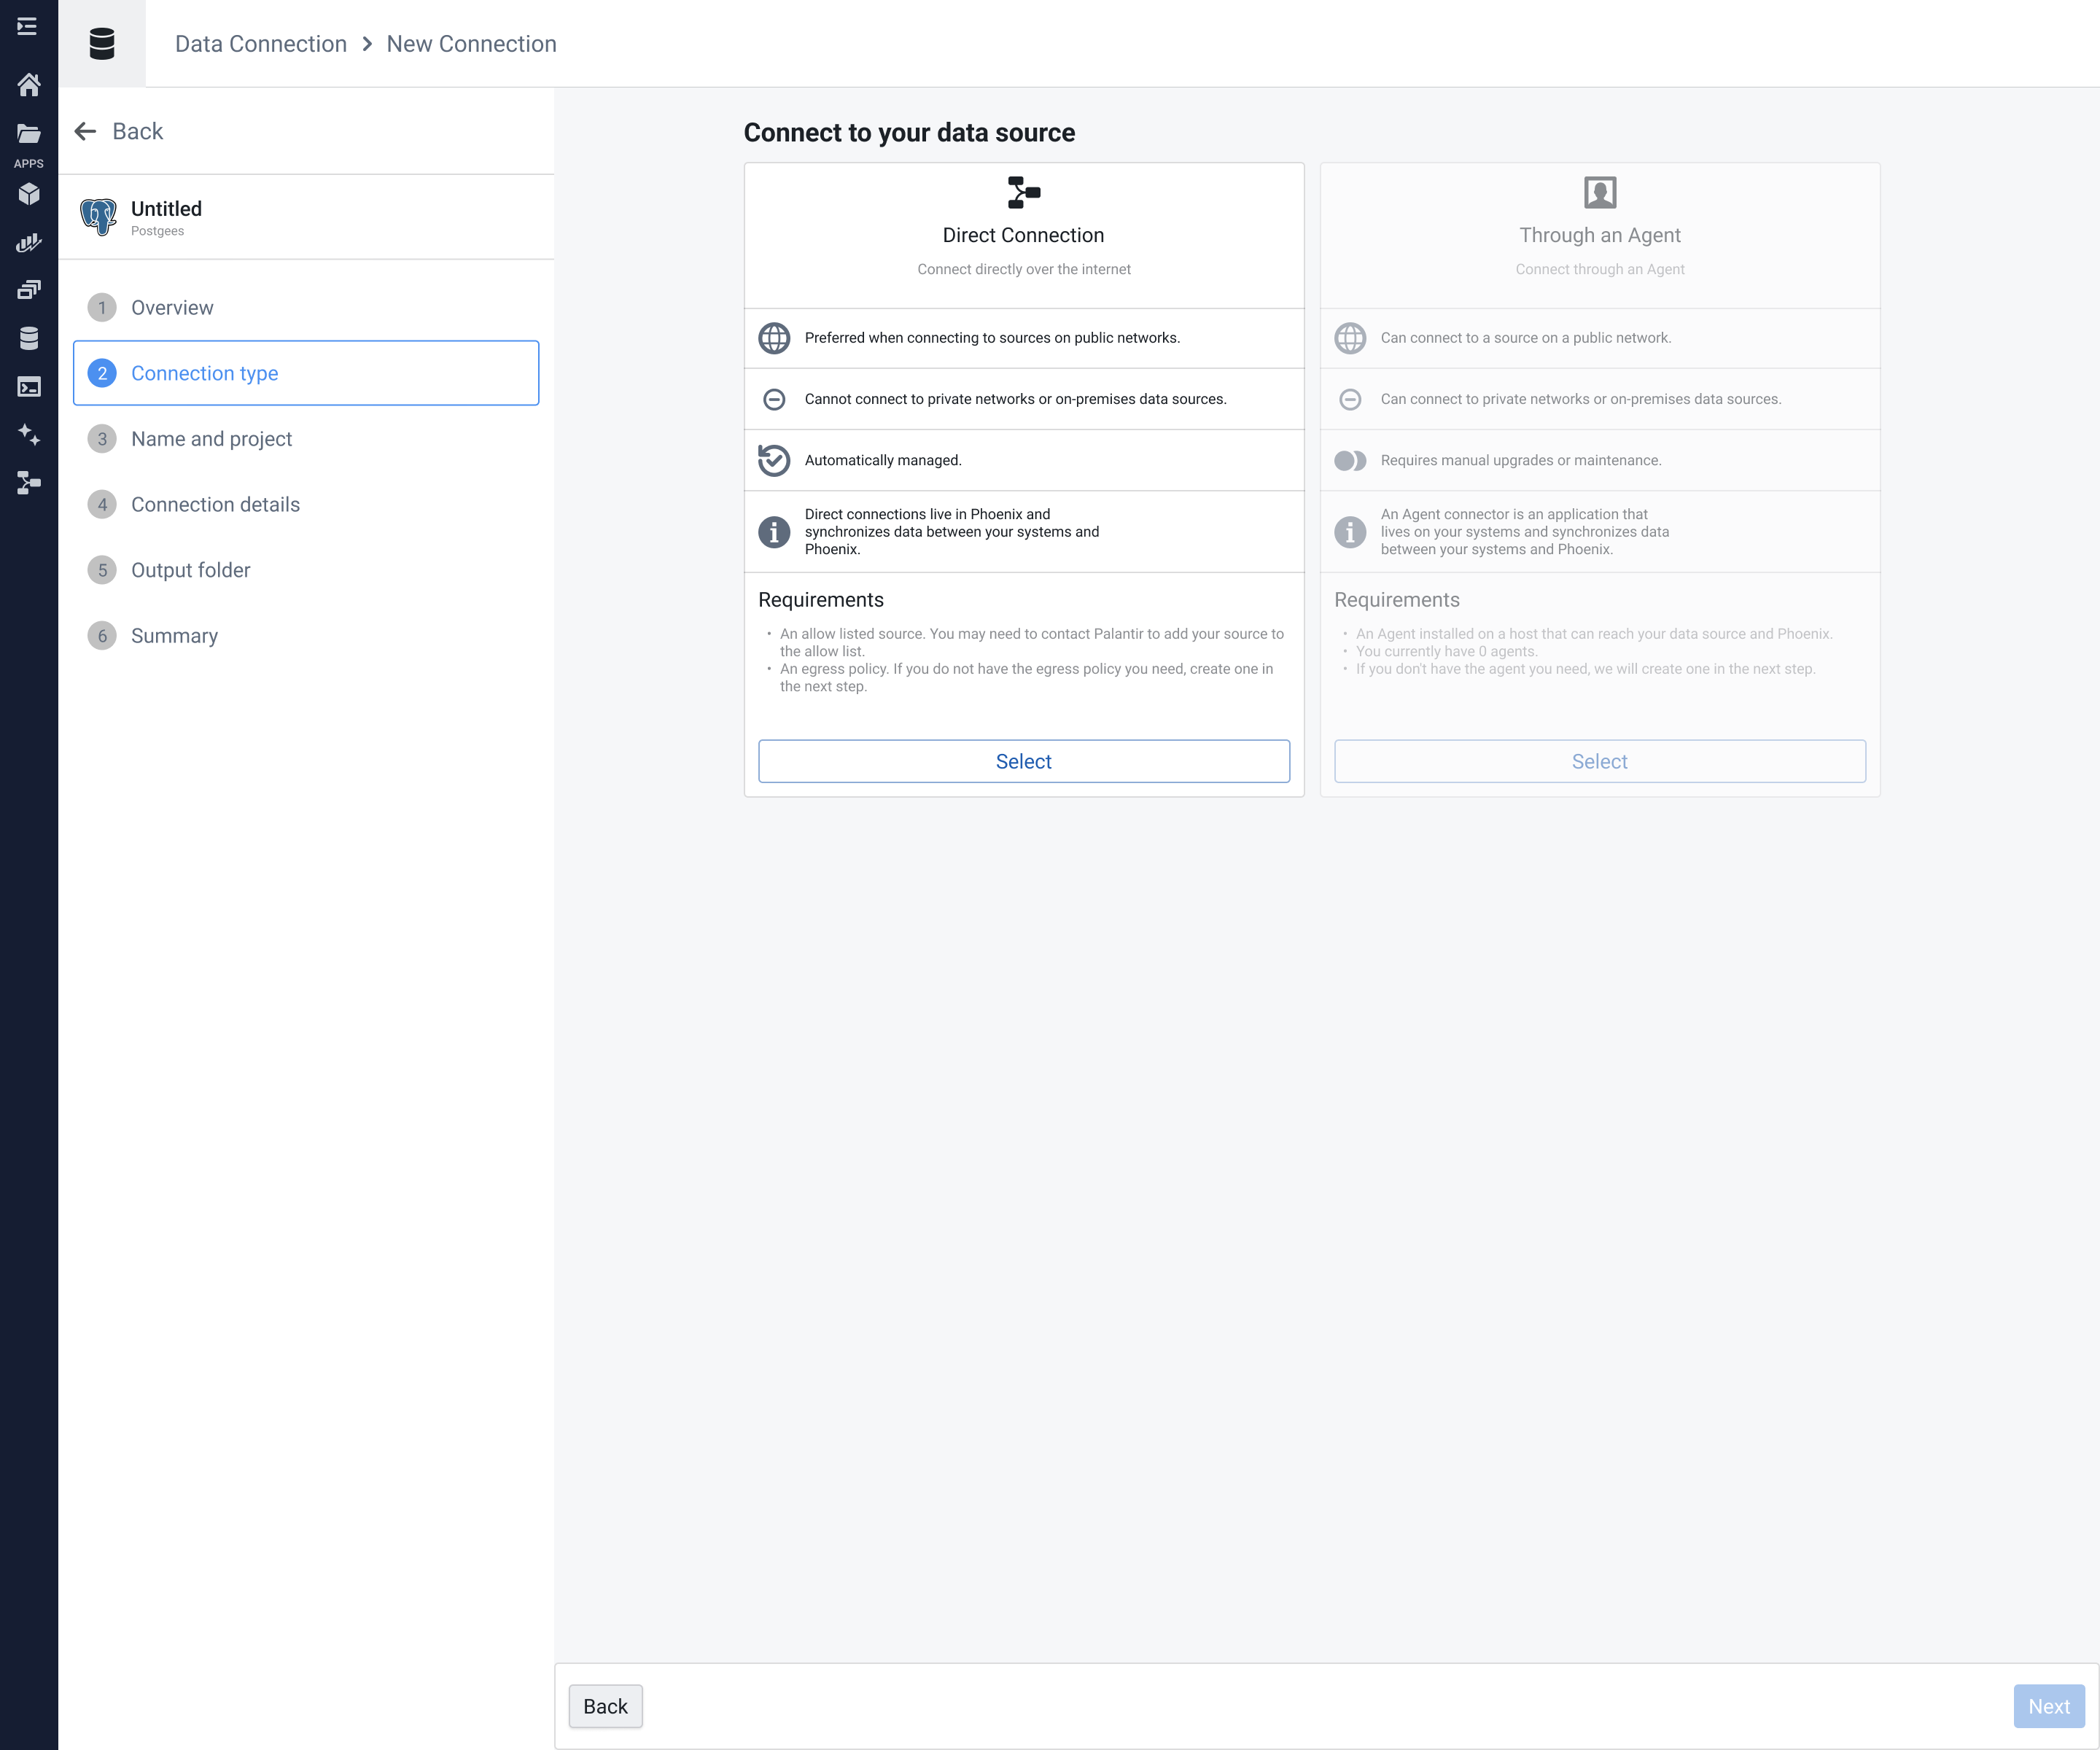 Data Connection > New Connection
APPS
Back
Untitled
Postgees
1 Overview
2 Connection type
3 Name and project
4 Connection details
5 Output folder
6 Summary
Connect to your data source
Direct Connection
Connect directly over the internet
Preferred when connecting to sources on public networks.
Cannot connect to private networks or on-premises data sources.
Automatically managed.
Direct connections live in Phoenix and
synchronizes data between your systems and
Phoenix.
Requirements
• An allow listed source. You may need to contact Palantir to add your source to
the allow list.
• An egress policy. If you do not have the egress policy you need, create one in
the next step.
Select
Through an Agent
Connect through an Agent
Can connect to a source on a public network.
Can connect to private networks or on-premises data sources.
Requires manual upgrades or maintenance.
An Agent connector is an application that
lives on your systems and synchronizes data
between your systems and Phoenix.
Requirements
• An Agent installed on a host that can reach your data source and Phoenix.
• You currently have 0 agents.
• If you don't have the agent you need, we will create one in the next step.
Select
Back
Next